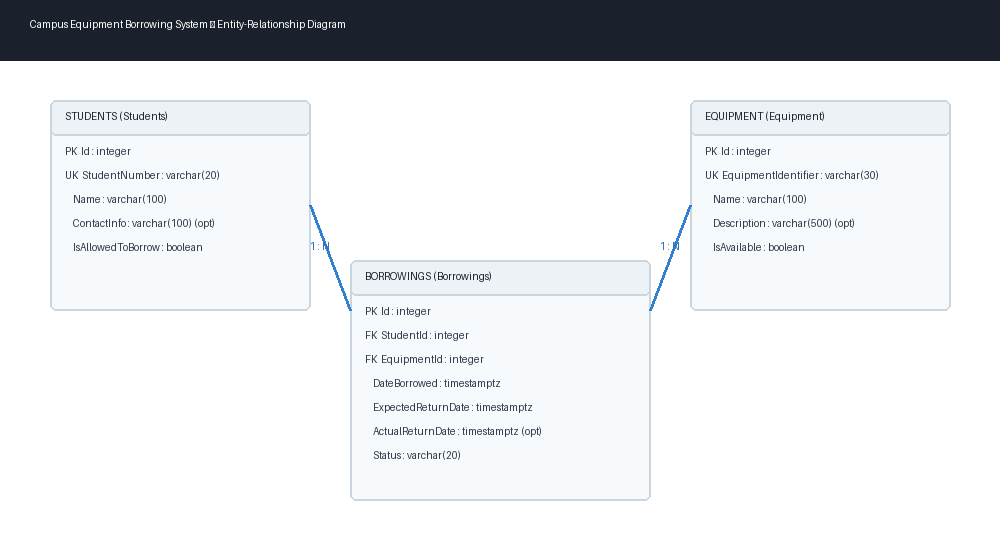 Campus Equipment Borrowing System ▯ Entity-Relationship Diagram
STUDENTS (Students)
PK Id : integer
UK StudentNumber : varchar(20)
Name : varchar(100)
ContactInfo : varchar(100) (opt)
IsAllowedToBorrow : boolean
1 : N
EQUIPMENT (Equipment)
PK Id : integer
UK EquipmentIdentifier : varchar(30)
Name : varchar(100)
Description : varchar(500) (opt)
IsAvailable : boolean
1 : N
BORROWINGS (Borrowings)
PK Id : integer
FK StudentId : integer
FK EquipmentId : integer
DateBorrowed : timestamptz
ExpectedReturnDate : timestamptz
ActualReturnDate : timestamptz (opt)
Status : varchar(20)